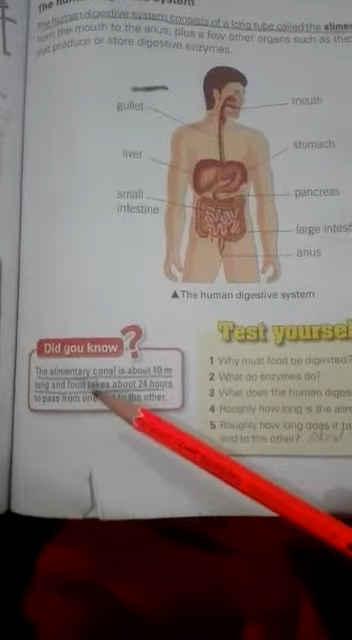 The human system
the human digestive system consists of a long tube called the alimen
from the mouth to the anus, plus a few other organs such as the
that produce or store digestive enzymes.
gullet
mouth
liver
stomach
small
intestine
pancreas
large intest
anus
▲The human digestive system
Did you know ?
The alimentary canal is about 10 m
long and food takes about 24 hours
to pass from one to the other.
Test yoursel
1 Why must food be digested?
2 What do enzymes do?
3 What does the human diges
4 Roughly how long is the alim
5 Roughly how long does it ta
end to the other?